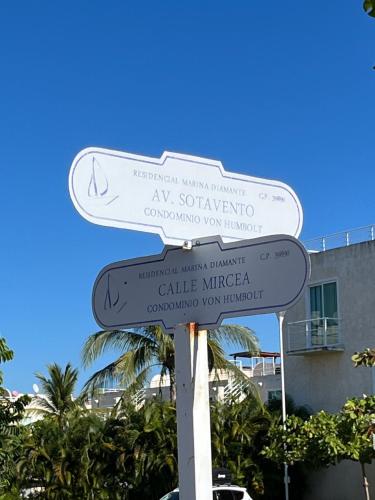 RESIDENCIAL MARINA DIAMANTE
C.P. 39890
AV. SOTAVENTO
CONDOMINIO VON HUMBOLT
RESIDENCIAL MARINA DIAMANTE
C.P. 39890
CALLE MIRCEA
CONDOMINIO VON HUMBOLT